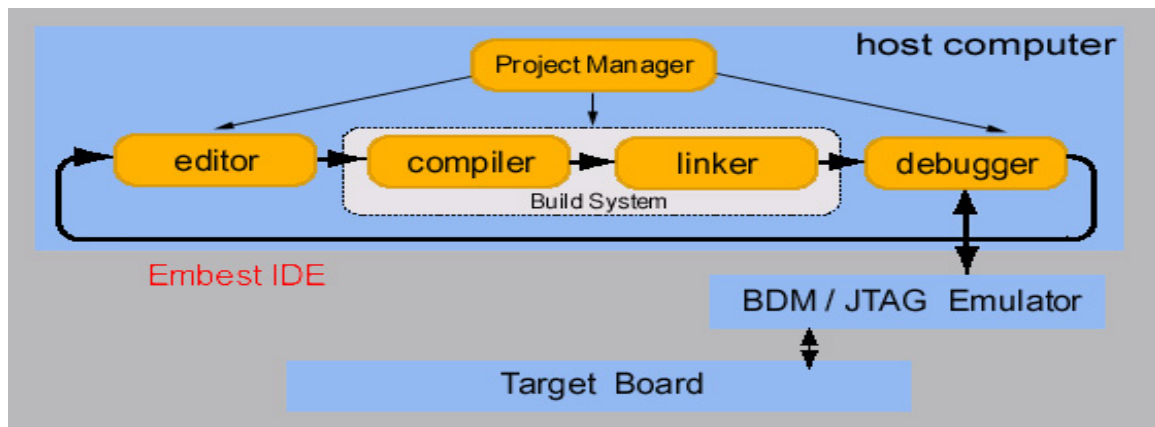 host computer
Project Manager
editor
compiler
linker
debugger
Build System
Embest IDE
BDM / JTAG Emulator
Target Board